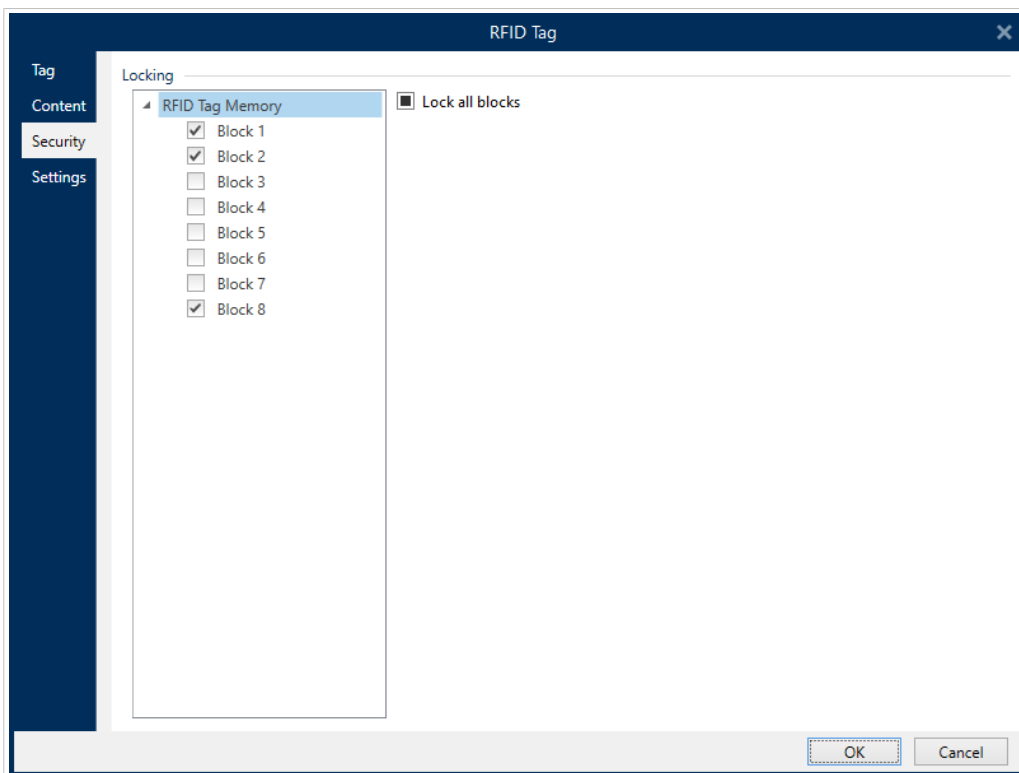 RFID Tag
Tag
Content
Security
Settings
Locking
RFID Tag Memory
Block 1
Block 2
Block 3
Block 4
Block 5
Block 6
Block 7
Block 8
Lock all blocks
OK
Cancel